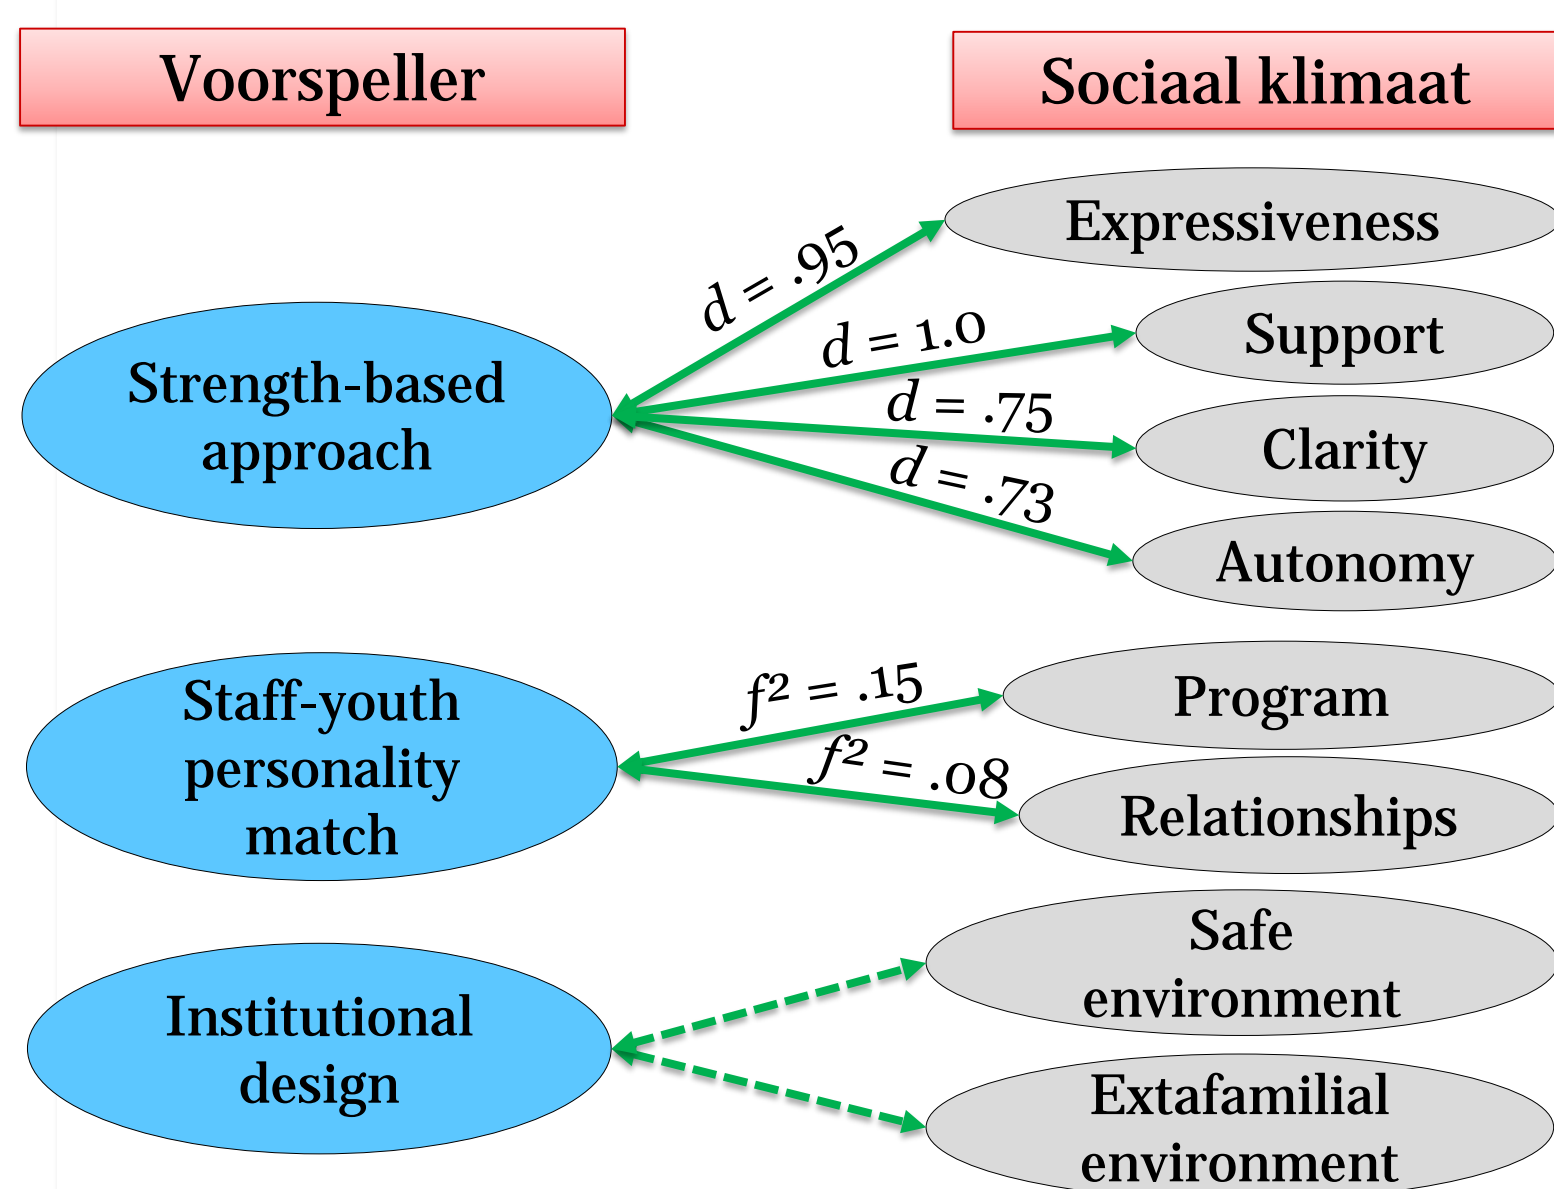 Voorspeller
Sociaal klimaat
Strength-based
approach
d = .95
d = 1.0
d = .75
d = .73
Expressiveness
Support
Clarity
Autonomy
Staff-youth
personality
match
f² = .15
f² = .08
Program
Relationships
Institutional
design
Safe
environment
Extafamilial
environment